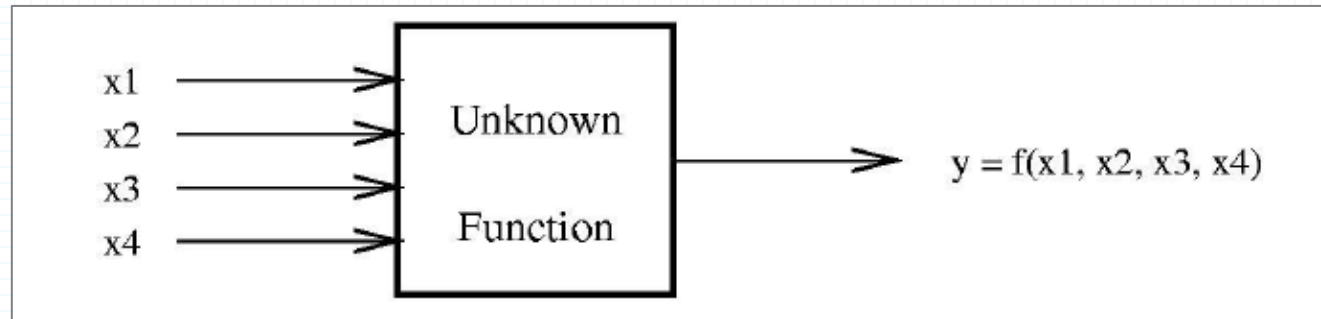 x1
x2
x3
x4
Unknown
Function
y = f(x1, x2, x3, x4)